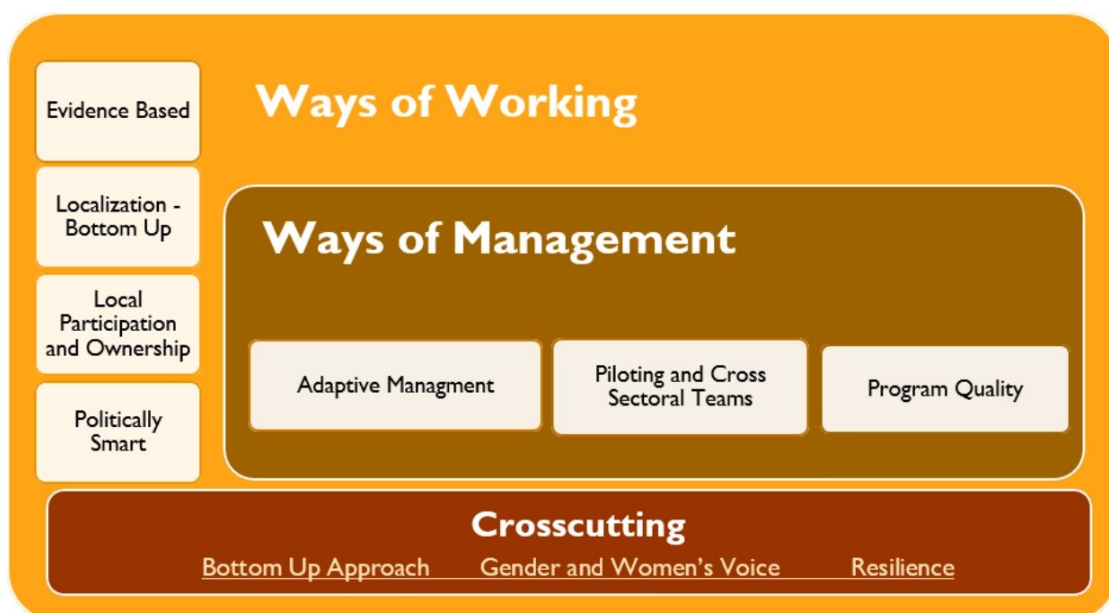 Ways of Working
Evidence Based
Localization -
Bottom Up
Local
Participation
and Ownership
Politically
Smart
Ways of Management
Adaptive Managment
Piloting and Cross
Sectoral Teams
Program Quality
Crosscutting
Bottom Up Approach Gender and Women's Voice Resilience